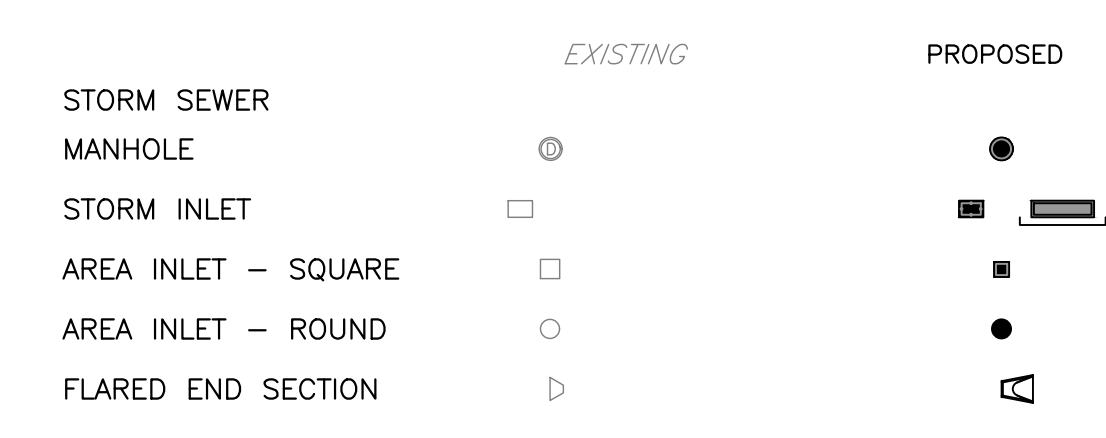 EXISTING PROPOSED
STORM SEWER
MANHOLE D
STORM INLET
AREA INLET – SQUARE
AREA INLET – ROUND
FLARED END SECTION